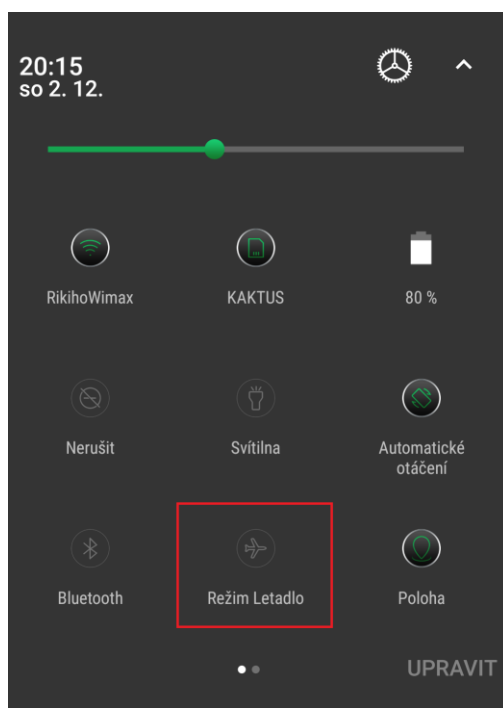 20:15
so 2. 12.
RikihoWimax
KAKTUS
80 %
Nerušit
Svítilna
Automatické
otáčení
Bluetooth
Režim Letadlo
Poloha
UPRAVIT